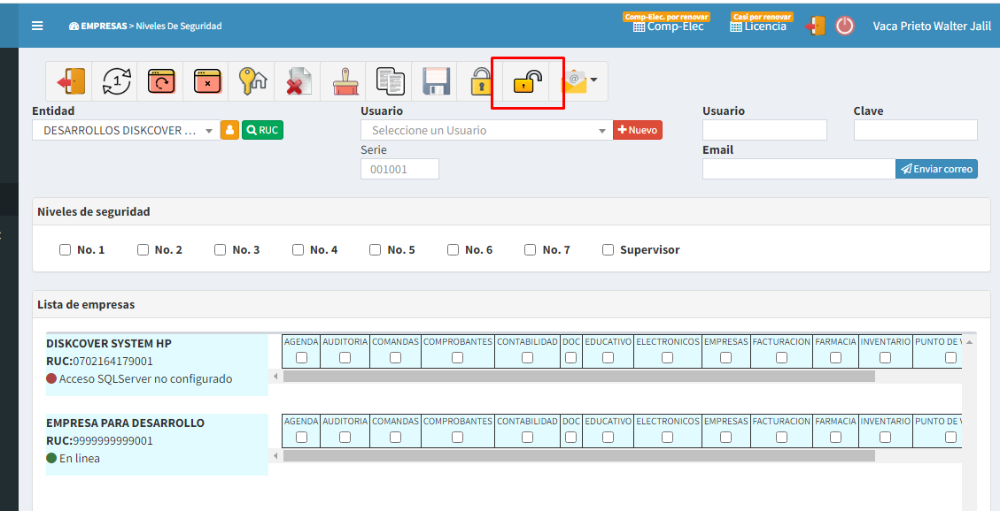 Comp-Elec. por renovar
Casi por renovar
EMPRESAS > Niveles De Seguridad
Comp-Elec
Licencia
Vaca Prieto Walter Jalil
1
@
Entidad
Usuario
Usuario
Clave
DESARROLLOS DISKCOVER ...
RUC
Seleccione un Usuario
Nuevo
Serie
Email
001001
Enviar correo
Niveles de seguridad
No. 1
No. 2
No. 3
No. 4
No. 5
No. 6
No. 7
Supervisor
Lista de empresas
DISKCOVER SYSTEM HP
RUC:0702164179001
Acceso SQLServer no configurado
AGENDA AUDITORIA COMANDAS COMPROBANTES CONTABILIDAD DOC EDUCATIVO ELECTRONICOS EMPRESAS FACTURACION FARMACIA INVENTARIO PUNTO DE
EMPRESA PARA DESARROLLO
RUC:9999999999001
En linea
AGENDA AUDITORIA COMANDAS COMPROBANTES CONTABILIDAD DOC EDUCATIVO ELECTRONICOS EMPRESAS FACTURACION FARMACIA INVENTARIO PUNTO DE